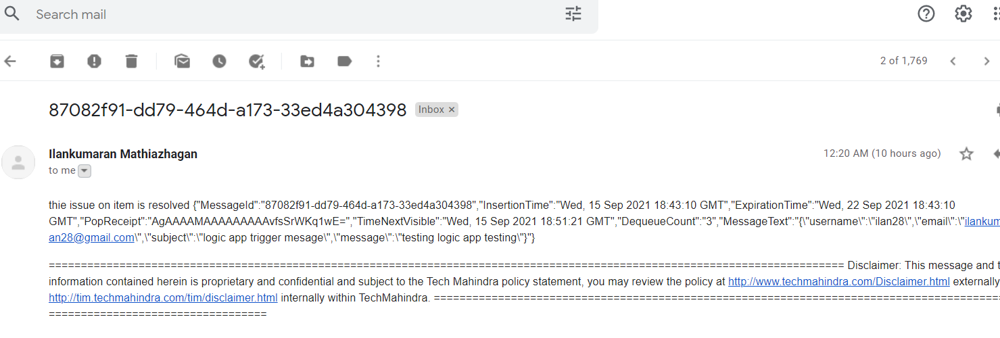 Search mail
2 of 1,769
87082f91-dd79-464d-a173-33ed4a304398 Inbox ×
Ilankumaran Mathiazhagan 12:20 AM (10 hours ago)
to me
thie issue on item is resolved {"MessageId":"87082f91-dd79-464d-a173-33ed4a304398","InsertionTime":"Wed, 15 Sep 2021 18:43:10 GMT","ExpirationTime":"Wed, 22 Sep 2021 18:43:10
GMT","PopReceipt":"AgAAAAMAAAAAAAAAvfsSrWKq1wE=","TimeNextVisible":"Wed, 15 Sep 2021 18:51:21 GMT","DequeueCount":"3","MessageText":"{\"username\":\"ilan28\",\"email\":\"ilankum
an28@gmail.com\",\"subject\":\"logic app trigger mesage\",\"message\":\"testing logic app testing\"}"}
============================================================================================================================ Disclaimer: This message and t
information contained herein is proprietary and confidential and subject to the Tech Mahindra policy statement, you may review the policy at http://www.techmahindra.com/Disclaimer.html externally
http://tim.techmahindra.com/tim/disclaimer.html internally within TechMahindra. ========================================================================================
==================================